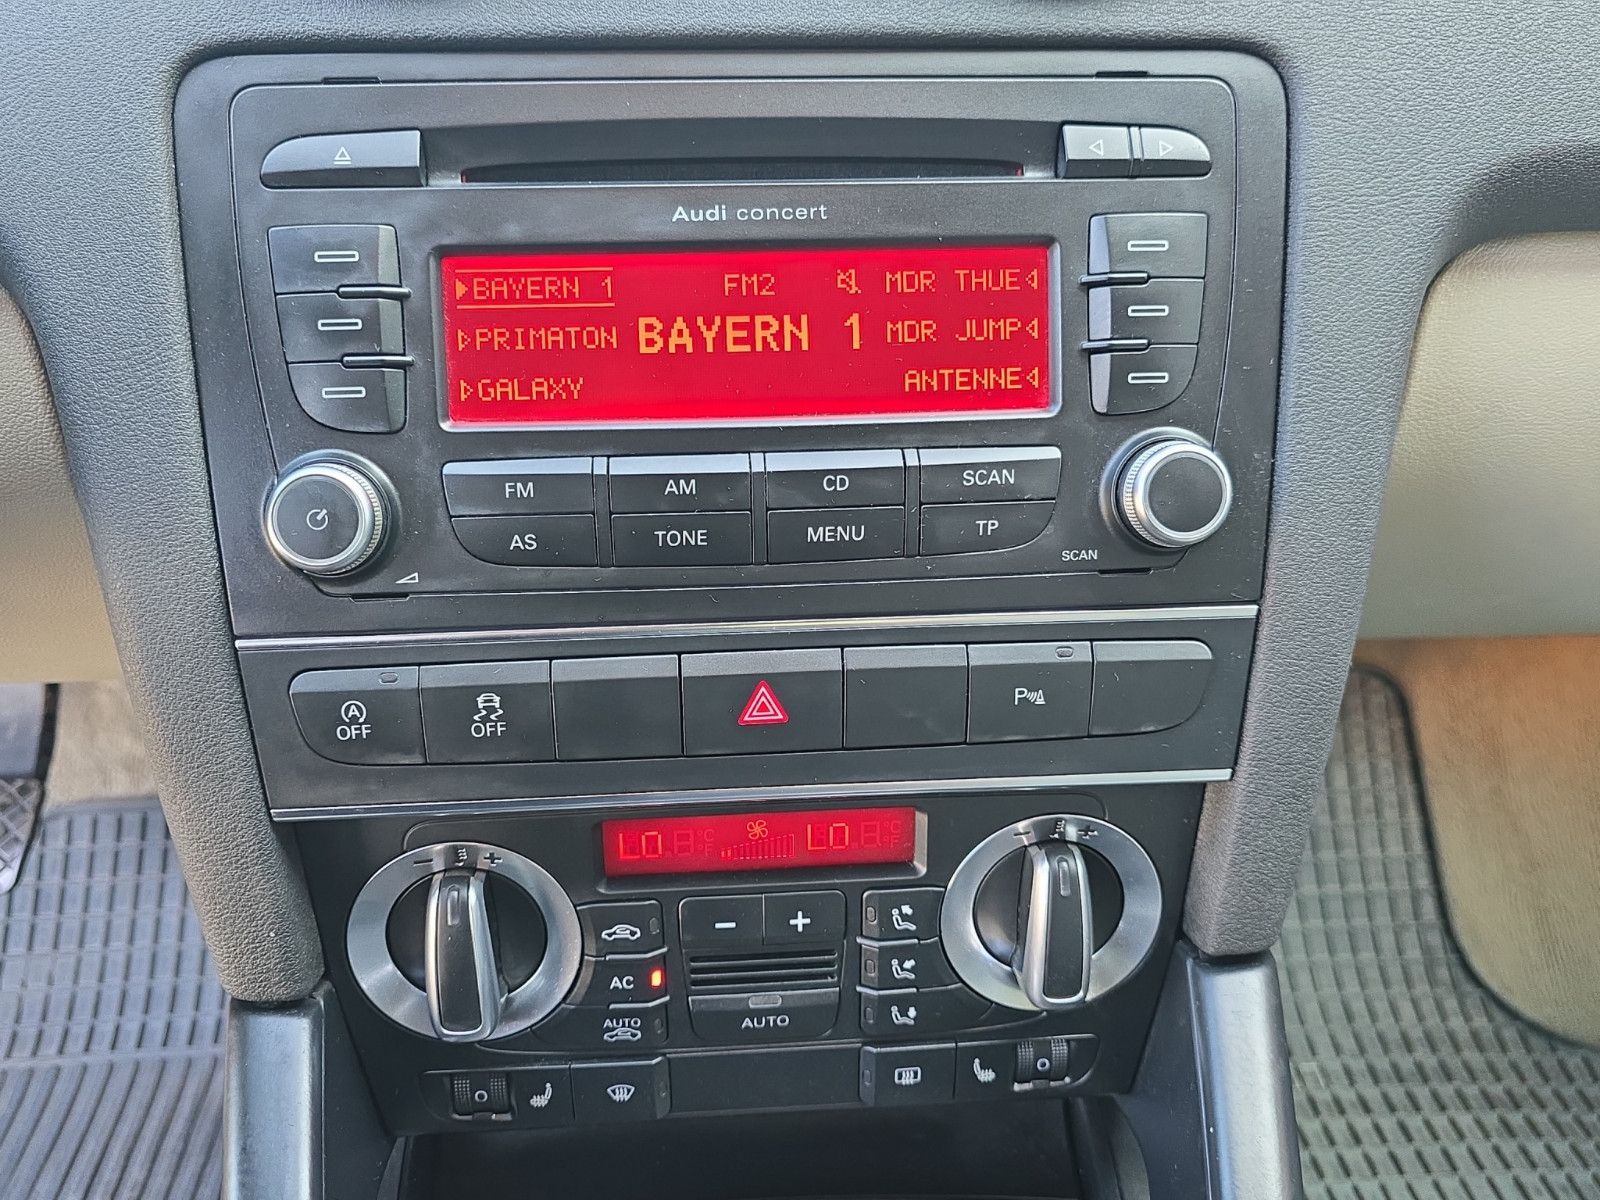 Audi concert
BAYERN 1 FM2 MDR THUE
PRIMATON BAYERN 1 MDR JUMP
GALAXY ANTENNE
FM AM CD SCAN
AS TONE MENU TP
SCAN
A OFF OFF P
LO °C °F LO °C °F
- + - + - +
AC
AUTO AUTO